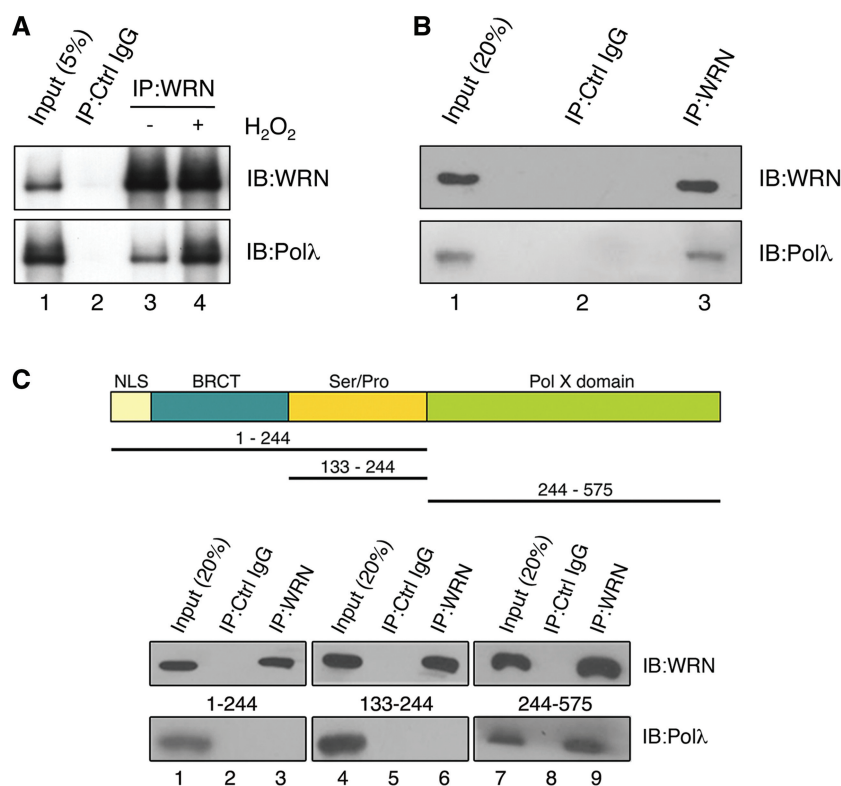 A
Input (5%)
IP:Ctrl IgG
IP:WRN
- +
H₂O₂
IB:WRN
IB:Polλ
1 2 3 4
B
Input (20%)
IP:Ctrl IgG
IP:WRN
IB:WRN
IB:Polλ
1 2 3
C
NLS BRCT Ser/Pro Pol X domain
1 - 244
133 - 244
244 - 575
Input (20%) IP:Ctrl IgG IP:WRN Input (20%) IP:Ctrl IgG IP:WRN Input (20%) IP:Ctrl IgG IP:WRN
IB:WRN
1-244 133-244 244-575
IB:Polλ
1 2 3 4 5 6 7 8 9